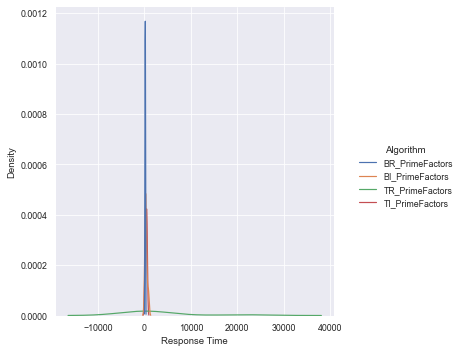 0.0012
0.0010
0.0008
0.0006
0.0004
0.0002
0.0000
Density
−10000 0 10000 20000 30000 40000
Response Time
Algorithm
BR_PrimeFactors
BI_PrimeFactors
TR_PrimeFactors
TI_PrimeFactors